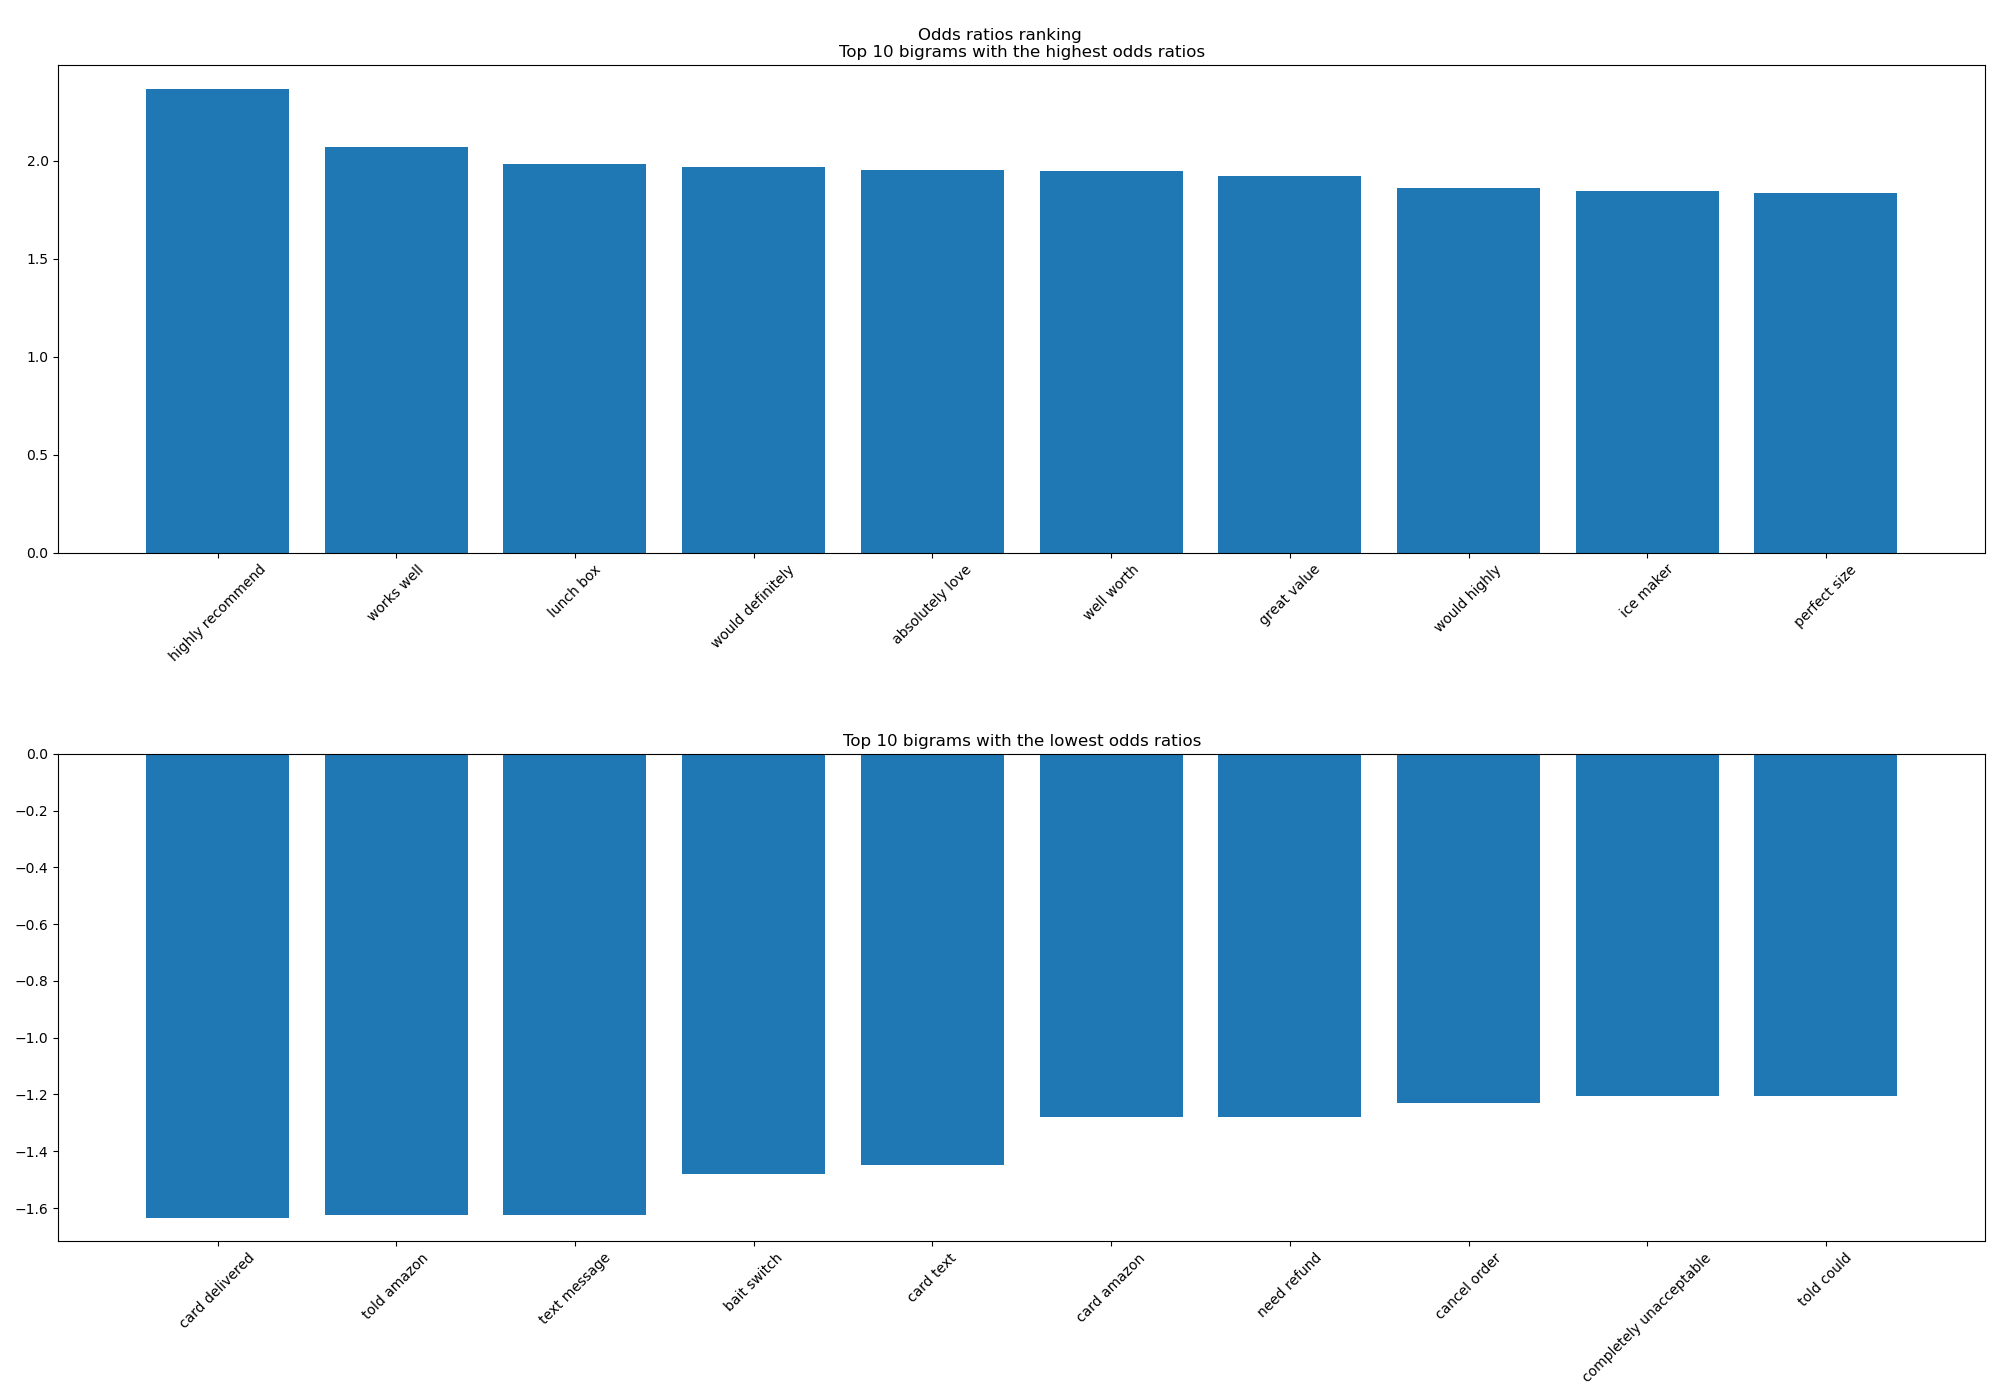 Odds ratios ranking
Top 10 bigrams with the highest odds ratios
2.0
1.5
1.0
0.5
0.0
highly recommend
works well
lunch box
would definitely
absolutely love
well worth
great value
would highly
ice maker
perfect size
Top 10 bigrams with the lowest odds ratios
0.0
−0.2
−0.4
−0.6
−0.8
−1.0
−1.2
−1.4
−1.6
card delivered
told amazon
text message
bait switch
card text
card amazon
need refund
cancel order
completely unacceptable
told could